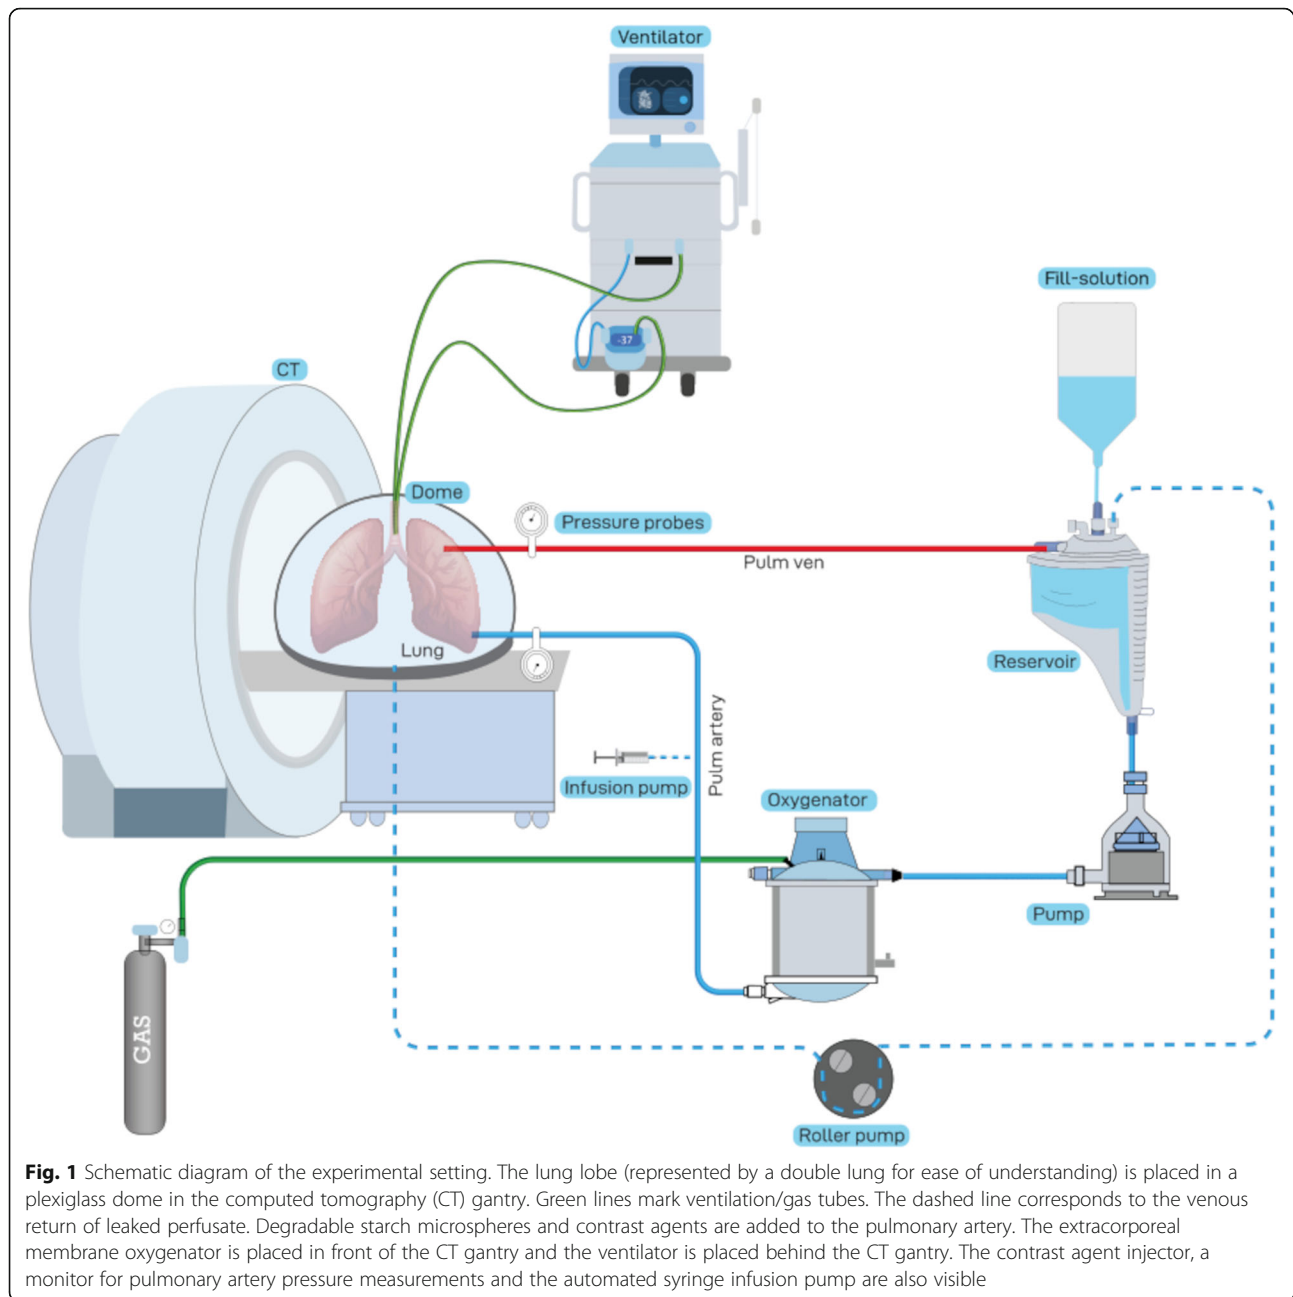 Ventilator
-37
Fill-solution
CT
Dome
Pressure probes
Pulm ven
Lung
Reservoir
Pulm artery
Infusion pump
Oxygenator
Pump
GAS
Roller pump
Fig. 1 Schematic diagram of the experimental setting. The lung lobe (represented by a double lung for ease of understanding) is placed in a
plexiglass dome in the computed tomography (CT) gantry. Green lines mark ventilation/gas tubes. The dashed line corresponds to the venous
return of leaked perfusate. Degradable starch microspheres and contrast agents are added to the pulmonary artery. The extracorporeal
membrane oxygenator is placed in front of the CT gantry and the ventilator is placed behind the CT gantry. The contrast agent injector, a
monitor for pulmonary artery pressure measurements and the automated syringe infusion pump are also visible